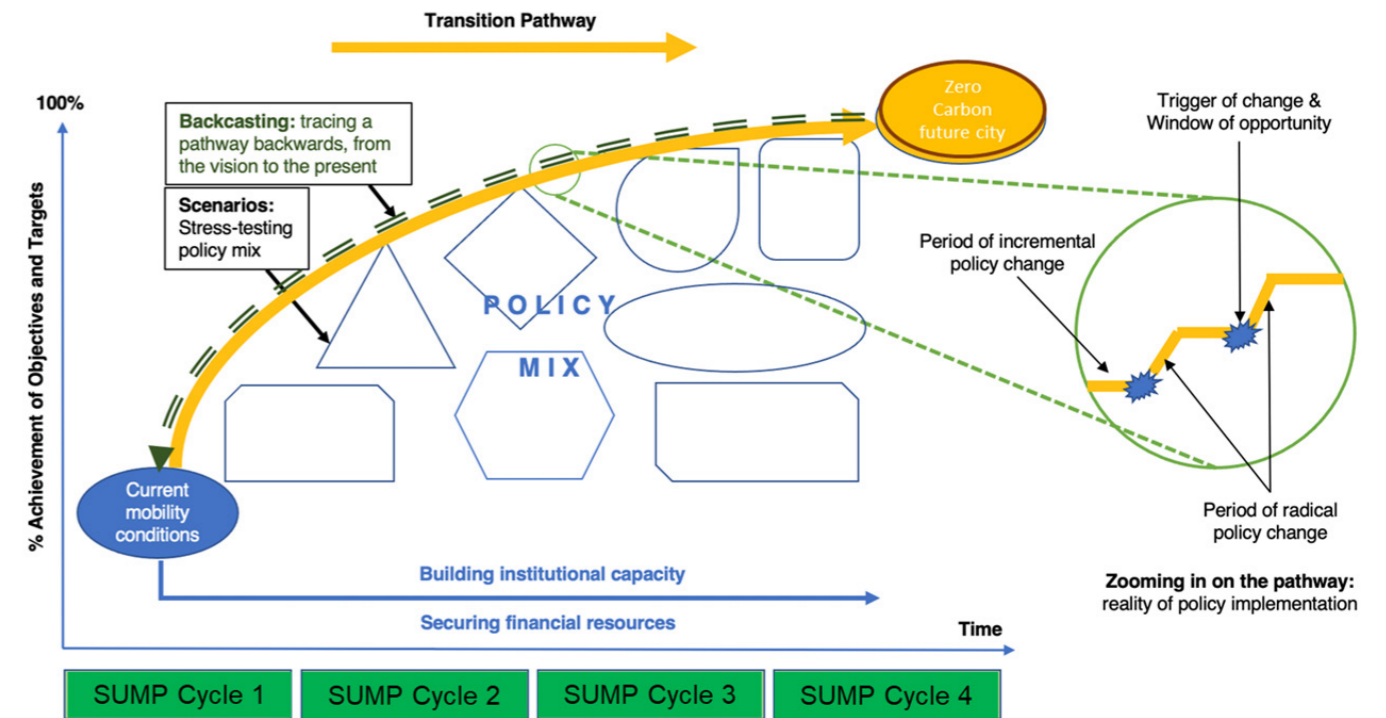 Transition Pathway
100%
Zero
Carbon
future city
Trigger of change &
Window of opportunity
Backcasting: tracing a
pathway backwards, from
the vision to the present
Scenarios:
Stress-testing
policy mix
% Achievement of Objectives and Targets
Period of incremental
policy change
POLICY
MIX
Current
mobility
conditions
Period of radical
policy change
Building institutional capacity
Securing financial resources
Zooming in on the pathway:
reality of policy implementation
Time
SUMP Cycle 1
SUMP Cycle 2
SUMP Cycle 3
SUMP Cycle 4